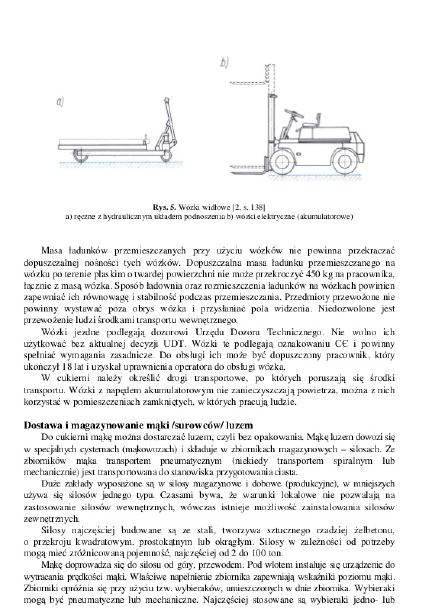 b)
a)
Rys. 5. Wózki widłowe [2, s. 138]
a) ręczne z hydraulicznym układem podnoszenia b) wózki elektryczne (akumulatorowe)
Masa ładunków przemieszczanych przy użyciu wózków nie powinna przekraczać
dopuszczalnej nośności tych wózków. Dopuszczalna masa ładunku przemieszczanego na
wózku po terenie płaskim o twardej powierzchni nie może przekroczyć 450 kg na pracownika,
łącznie z masą wózka. Sposób ładownia oraz rozmieszczenia ładunków na wózkach powinien
zapewniać ich równowagę i stabilność podczas przemieszczania. Przedmioty przewożone nie
powinny wystawać poza obrys wózka i przysłaniać pola widzenia. Niedozwolone jest
przewożenie ludzi środkami transportu wewnętrznego.
Wózki jezdne podlegają dozorowi Urzędu Dozoru Technicznego. Nie wolno ich
użytkować bez aktualnej decyzji UDT. Wózki te podlegają oznakowaniu CЄ i powinny
spełniać wymagania zasadnicze. Do obsługi ich może być dopuszczony pracownik, który
ukończył 18 lat i uzyskał uprawnienia operatora do obsługi wózka.
W cukierni należy określić drogi transportowe, po których poruszają się środki
transportu. Wózki z napędem akumulatorowym nie zanieczyszczają powietrza, można z nich
korzystać w pomieszczeniach zamkniętych, w których pracują ludzie.
Dostawa i magazynowanie mąki /surowców/ luzem
Do cukierni mąkę można dostarczać luzem, czyli bez opakowania. Mąkę luzem dowozi się
w specjalnych cysternach (mąkowozach) i składuje w zbiornikach magazynowych – silosach. Ze
zbiorników mąka transportem pneumatycznym (niekiedy transportem spiralnym lub
mechanicznie) jest transportowana do stanowiska przygotowania ciasta.
Duże zakłady wyposażone są w silosy magazynowe i dobowe (produkcyjne), w mniejszych
używa się silosów jednego typu. Czasami bywa, że warunki lokalowe nie pozwalają na
zastosowanie silosów wewnętrznych, wówczas istnieje możliwość zainstalowania silosów
zewnętrznych.
Silosy najczęściej budowane są ze stali, tworzywa sztucznego rzadziej żelbetonu,
o przekroju kwadratowym, prostokątnym lub okrągłym. Silosy w zależności od potrzeby
mogą mieć zróżnicowaną pojemność, najczęściej od 2 do 100 ton.
Mąkę doprowadza się do silosu od góry, przewodem. Pod włotem instaluje się urządzenie do
wytracania prędkości mąki. Właściwe napełnienie zbiornika zapewniają wskaźniki poziomu mąki.
Zbiorniki opróżnia się przy użyciu tzw. wybieraków, umieszczonych w dnie zbiornika. Wybieraki
mogą być pneumatyczne lub mechaniczne. Najczęściej stosowane są wybieraki jedno- lub